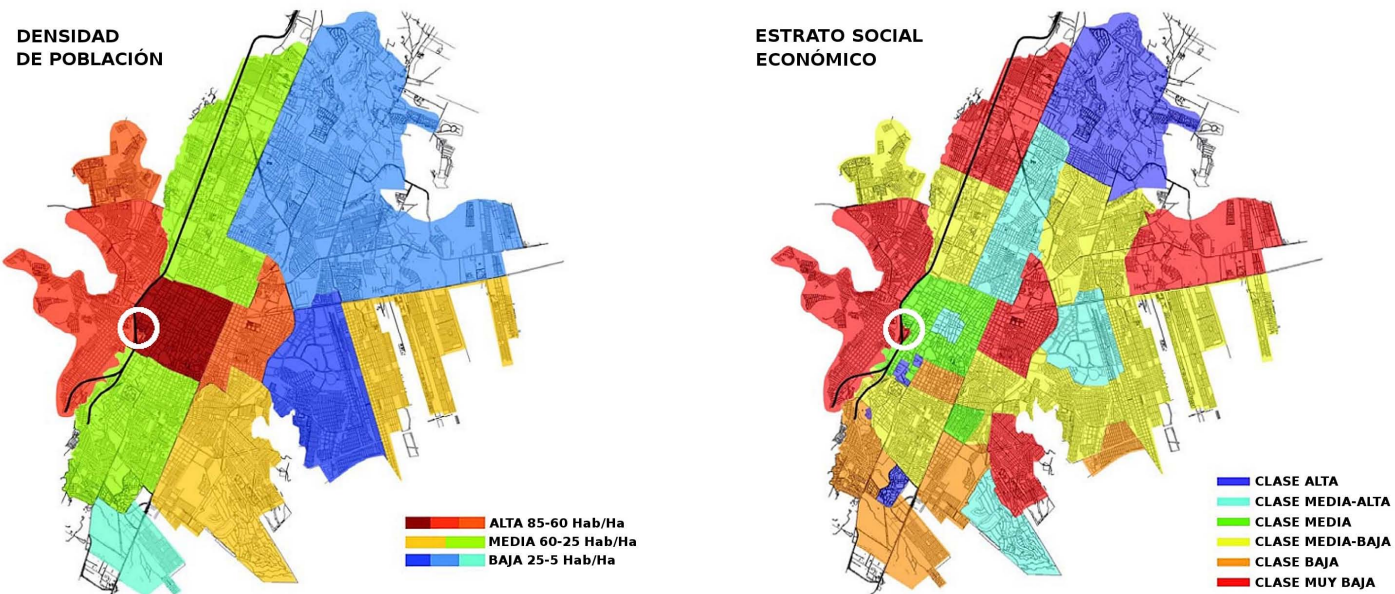 DENSIDAD
DE POBLACIÓN
ALTA 85-60 Hab/Ha
MEDIA 60-25 Hab/Ha
BAJA 25-5 Hab/Ha
ESTRATO SOCIAL
ECONÓMICO
CLASE ALTA
CLASE MEDIA-ALTA
CLASE MEDIA
CLASE MEDIA-BAJA
CLASE BAJA
CLASE MUY BAJA